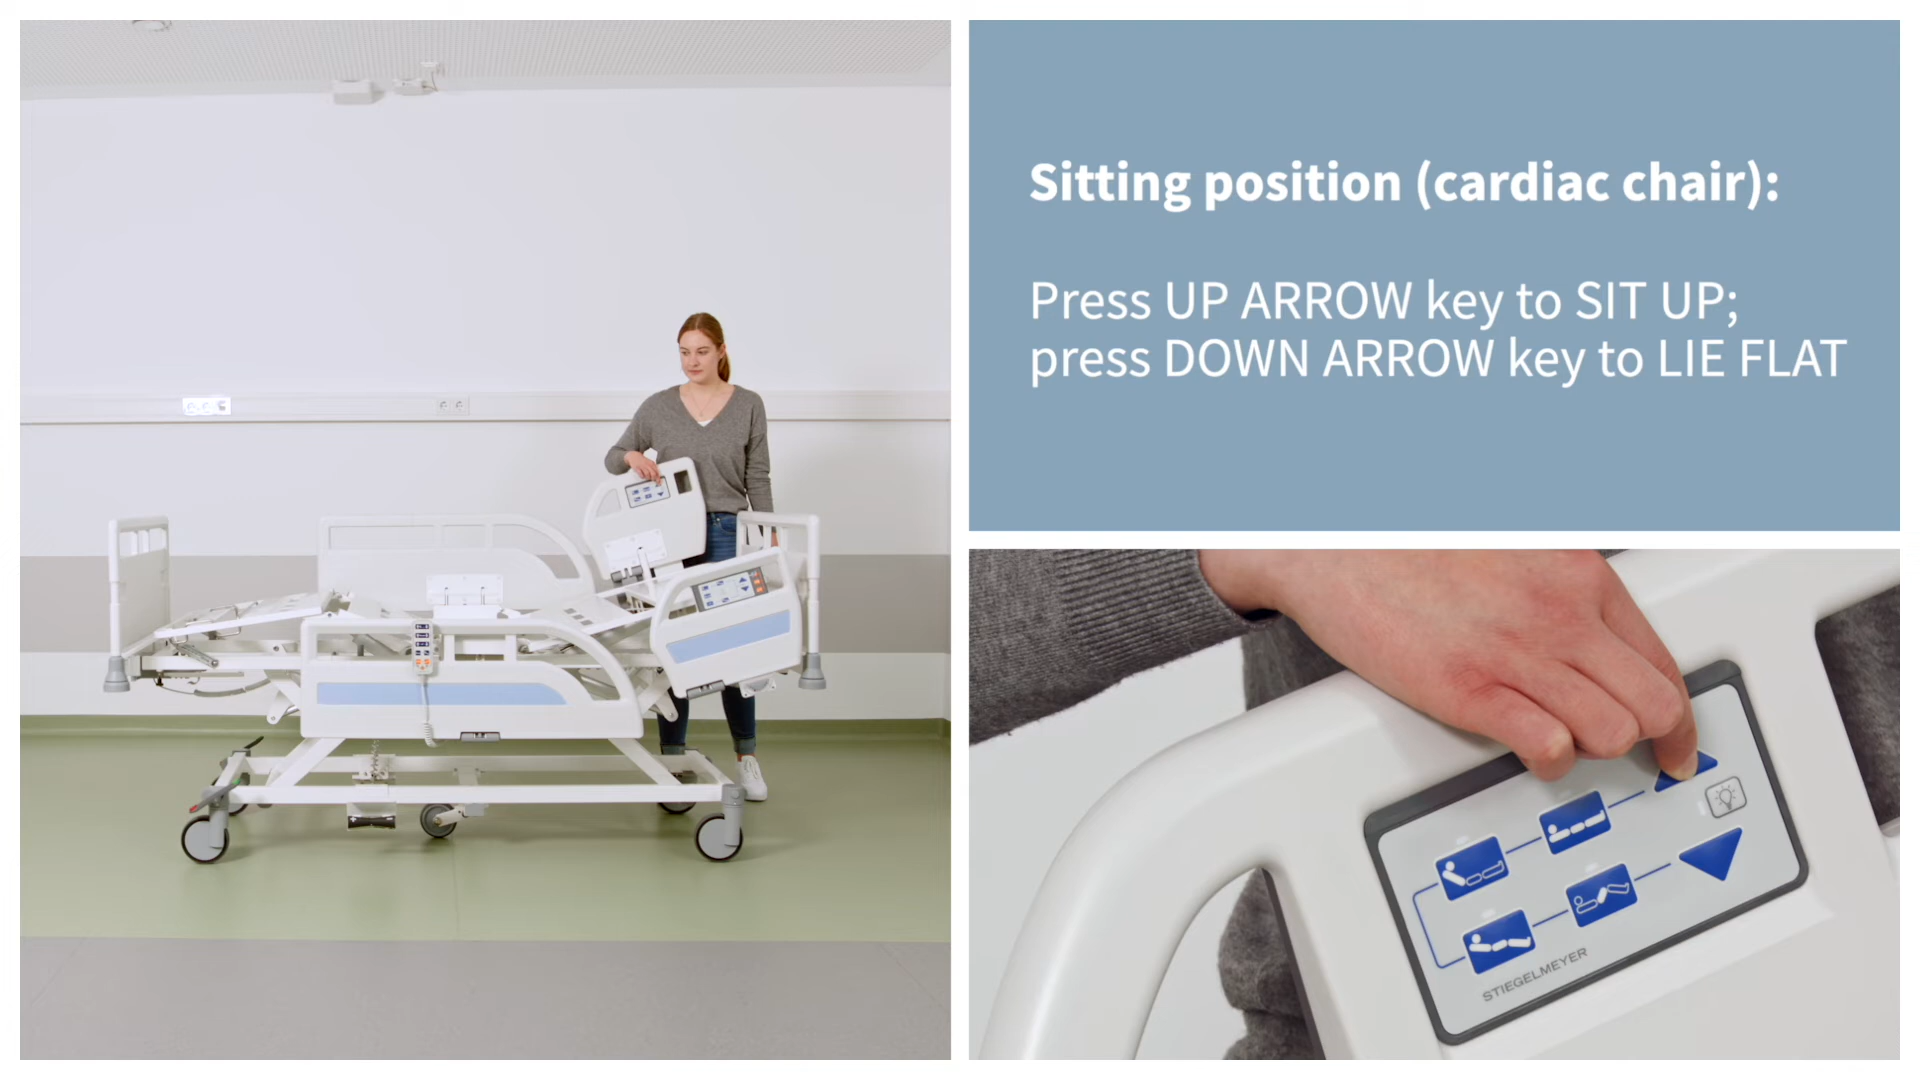 Sitting position (cardiac chair):
Press UP ARROW key to SIT UP;
press DOWN ARROW key to LIE FLAT
STIEGELMEYER